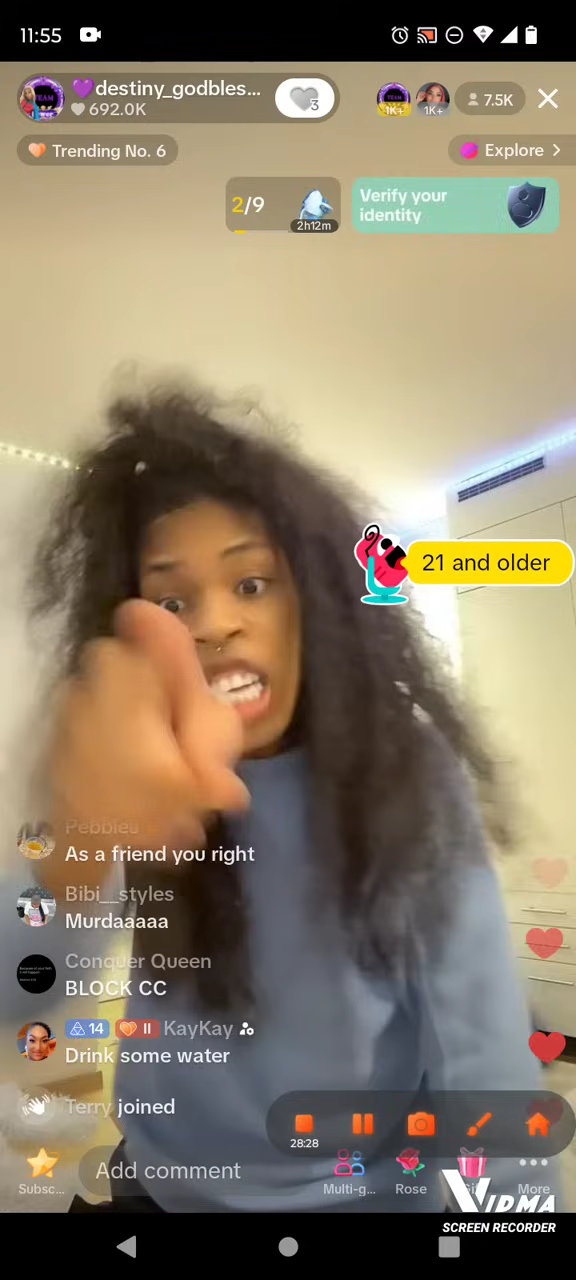 11:55
💜destiny_godbles...
692.0K
3
1K+
1K+
7.5K
Trending No. 6
Explore >
2/9
2h12m
Verify your
identity
21 and older
As a friend you right
Bibi__styles
Murdaaaaa
Conquer Queen
BLOCK CC
14 II KayKay
Drink some water
Terry joined
28:28
Add comment
Subsc...
Multi-g...
Rose
More
VIDMA
SCREEN RECORDER